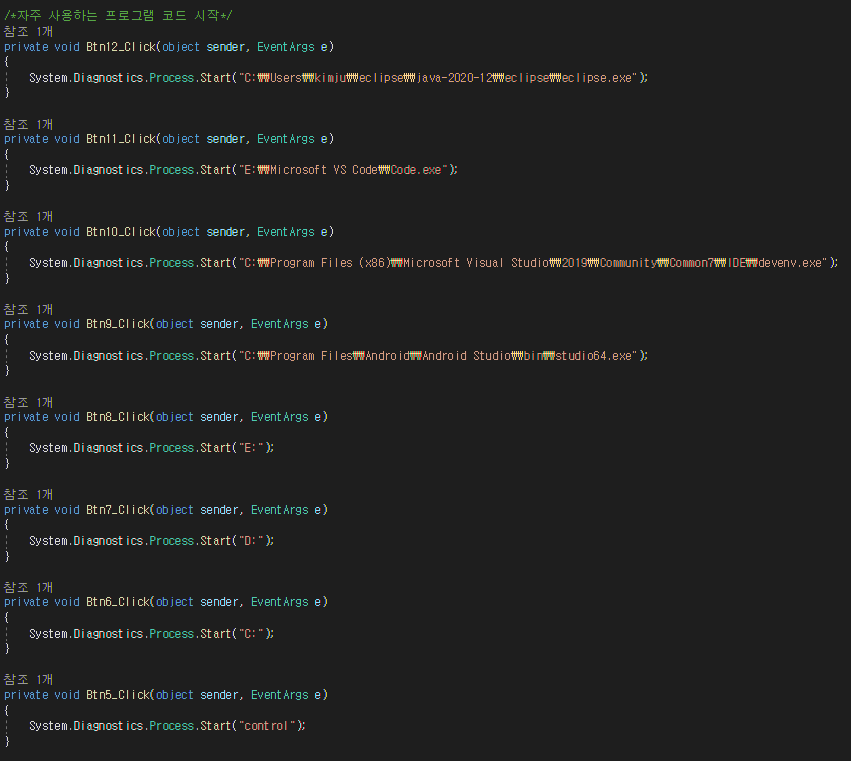 /*자주 사용하는 프로그램 코드 시작*/
참조 1개
private void Btn12_Click(object sender, EventArgs e)
{
System.Diagnostics.Process.Start("C:₩₩Users₩₩kimju₩₩eclipse₩₩java-2020-12₩₩eclipse₩₩eclipse.exe");
}
참조 1개
private void Btn11_Click(object sender, EventArgs e)
{
System.Diagnostics.Process.Start("E:₩₩Microsoft VS Code₩₩Code.exe");
}
참조 1개
private void Btn10_Click(object sender, EventArgs e)
{
System.Diagnostics.Process.Start("C:₩₩Program Files (x86)₩₩Microsoft Visual Studio₩₩2019₩₩Community₩₩Common7₩₩IDE₩₩devenv.exe");
}
참조 1개
private void Btn9_Click(object sender, EventArgs e)
{
System.Diagnostics.Process.Start("C:₩₩Program Files₩₩Android₩₩Android Studio₩₩bin₩₩studio64.exe");
}
참조 1개
private void Btn8_Click(object sender, EventArgs e)
{
System.Diagnostics.Process.Start("E:");
}
참조 1개
private void Btn7_Click(object sender, EventArgs e)
{
System.Diagnostics.Process.Start("D:");
}
참조 1개
private void Btn6_Click(object sender, EventArgs e)
{
System.Diagnostics.Process.Start("C:");
}
참조 1개
private void Btn5_Click(object sender, EventArgs e)
{
System.Diagnostics.Process.Start("control");
}